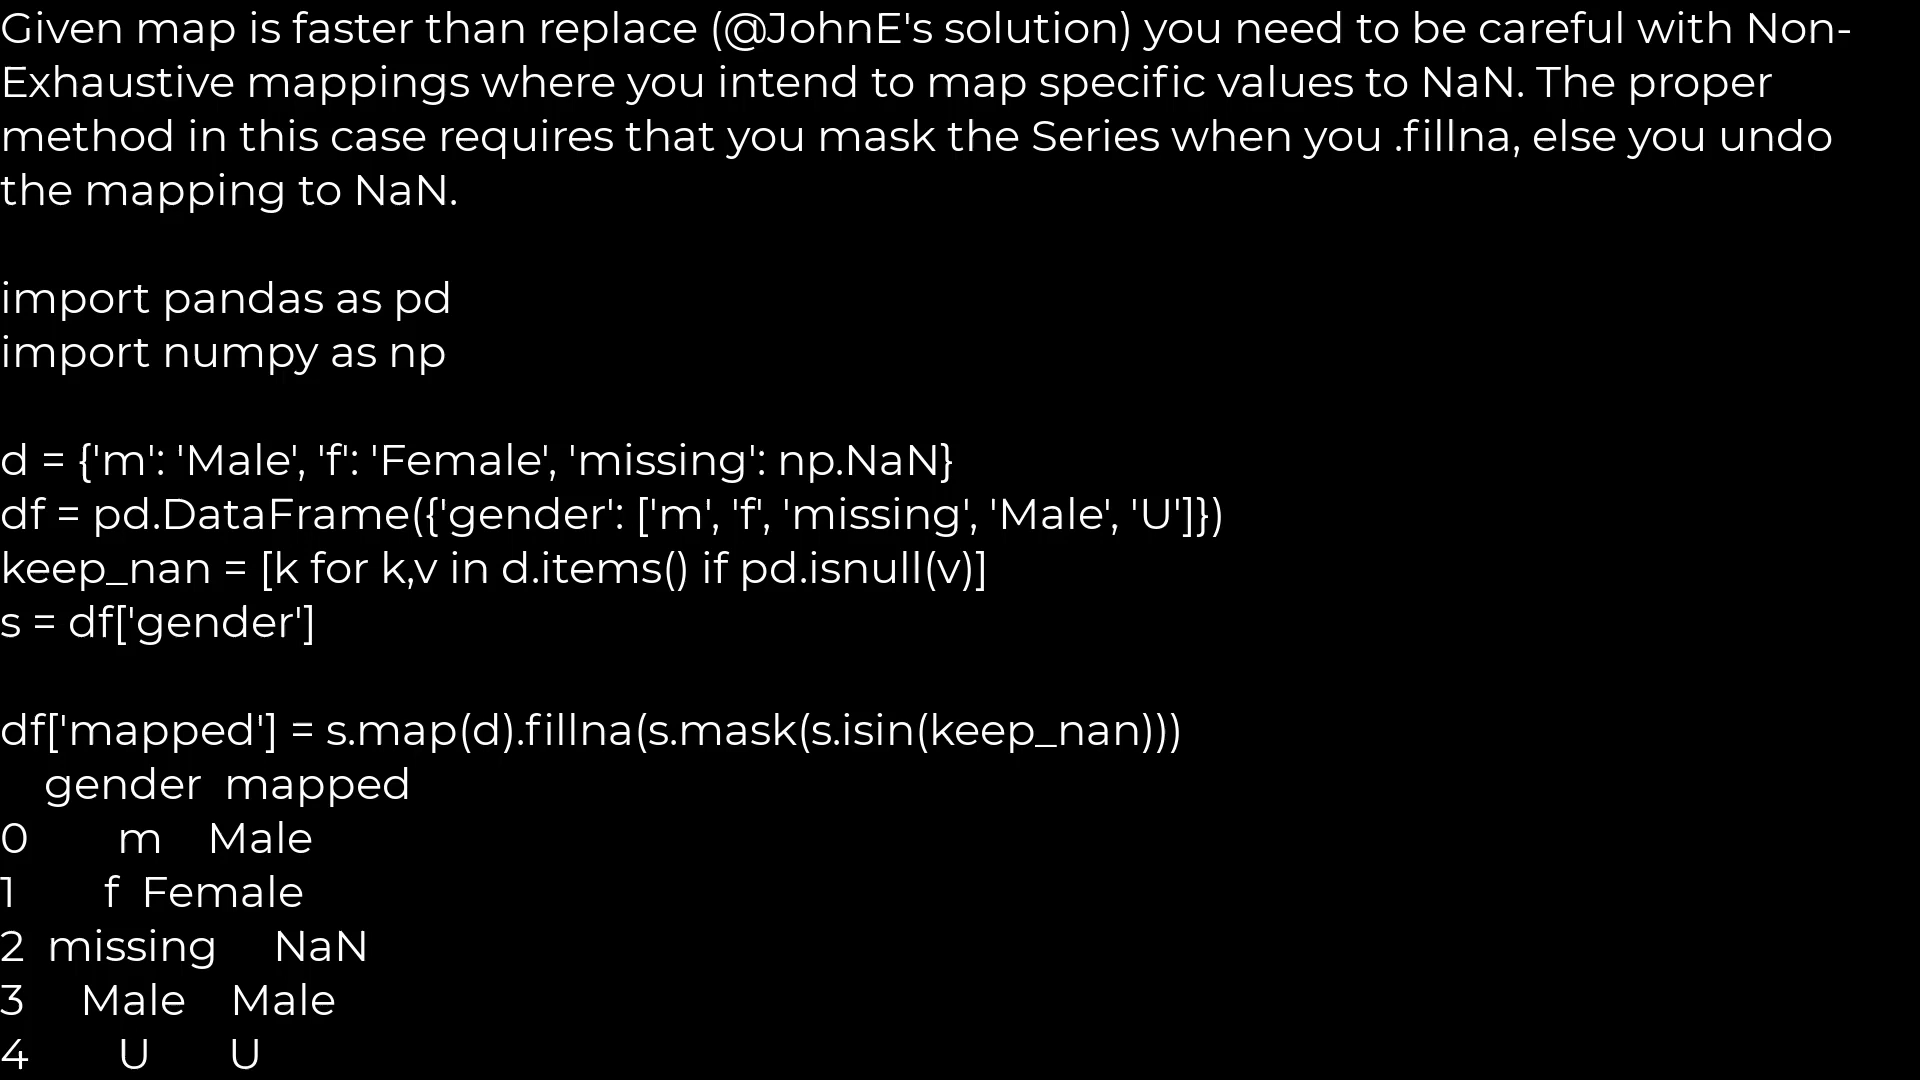 Given map is faster than replace (@JohnE's solution) you need to be careful with Non-
Exhaustive mappings where you intend to map specific values to NaN. The proper
method in this case requires that you mask the Series when you .fillna, else you undo
the mapping to NaN.

import pandas as pd
import numpy as np

d = {'m': 'Male', 'f': 'Female', 'missing': np.NaN}
df = pd.DataFrame({'gender': ['m', 'f', 'missing', 'Male', 'U']})
keep_nan = [k for k,v in d.items() if pd.isnull(v)]
s = df['gender']

df['mapped'] = s.map(d).fillna(s.mask(s.isin(keep_nan)))
    gender  mapped
0        m    Male
1        f  Female
2  missing     NaN
3     Male    Male
4        U       U